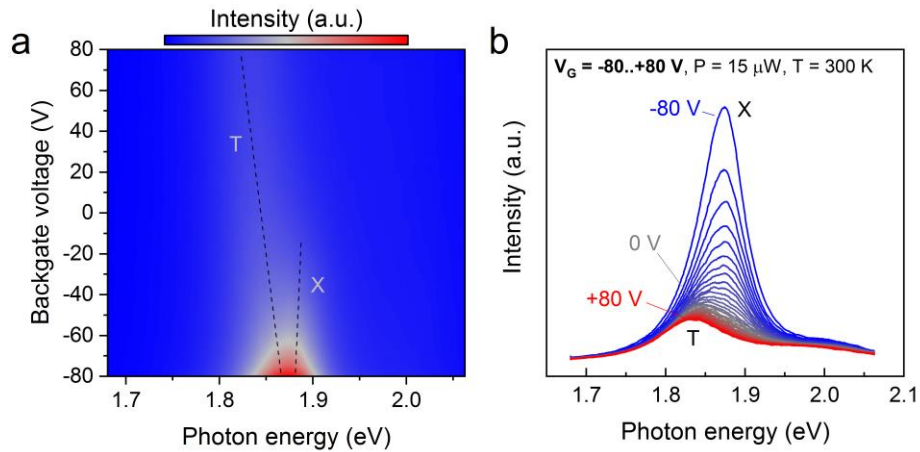 a
Intensity (a.u.)
Backgate voltage (V)
80
60
40
20
0
-20
-40
-60
-80
T
X
1.7 1.8 1.9 2.0
Photon energy (eV)
b
V_G = -80..+80 V, P = 15 μW, T = 300 K
Intensity (a.u.)
-80 V
X
0 V
+80 V
T
1.7 1.8 1.9 2.0 2.1
Photon energy (eV)